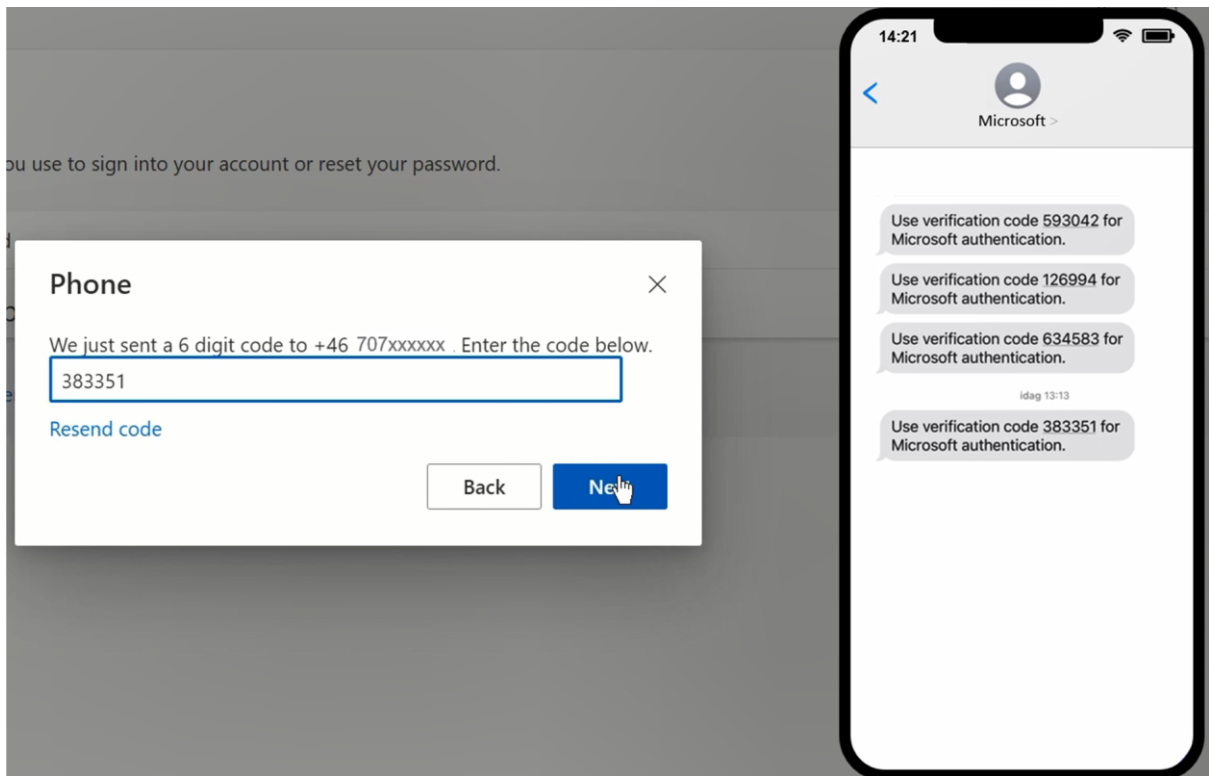 ou use to sign into your account or reset your password.
Phone
We just sent a 6 digit code to +46 707xxxxxx . Enter the code below.
383351
Resend code
Back
14:21
Microsoft >
Use verification code 593042 for
Microsoft authentication.
Use verification code 126994 for
Microsoft authentication.
Use verification code 634583 for
Microsoft authentication.
idag 13:13
Use verification code 383351 for
Microsoft authentication.